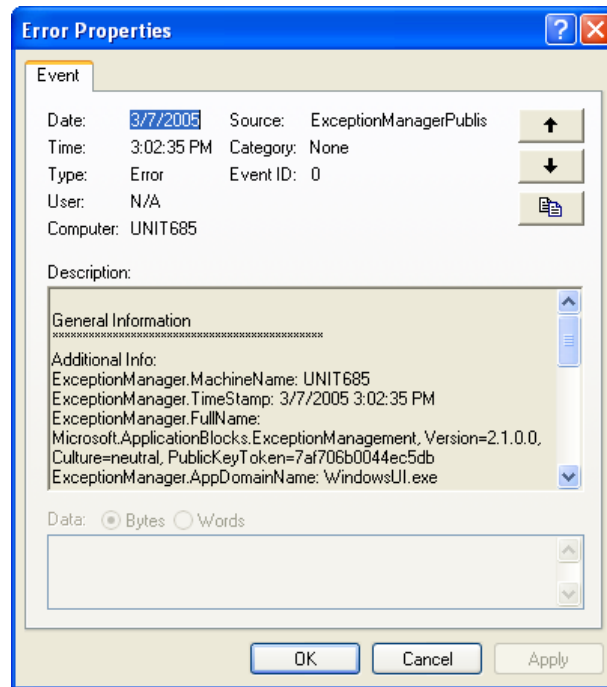 Error Properties
Event
Date: 3/7/2005 Source: ExceptionManagerPublis
Time: 3:02:35 PM Category: None
Type: Error Event ID: 0
User: N/A
Computer: UNIT685
Description:
General Information
*********************************************
Additional Info:
ExceptionManager.MachineName: UNIT685
ExceptionManager.TimeStamp: 3/7/2005 3:02:35 PM
ExceptionManager.FullName:
Microsoft.ApplicationBlocks.ExceptionManagement, Version=2.1.0.0,
Culture=neutral, PublicKeyToken=7af706b0044ec5db
ExceptionManager.AppDomainName: WindowsUI.exe
Data: Bytes Words
OK Cancel Apply